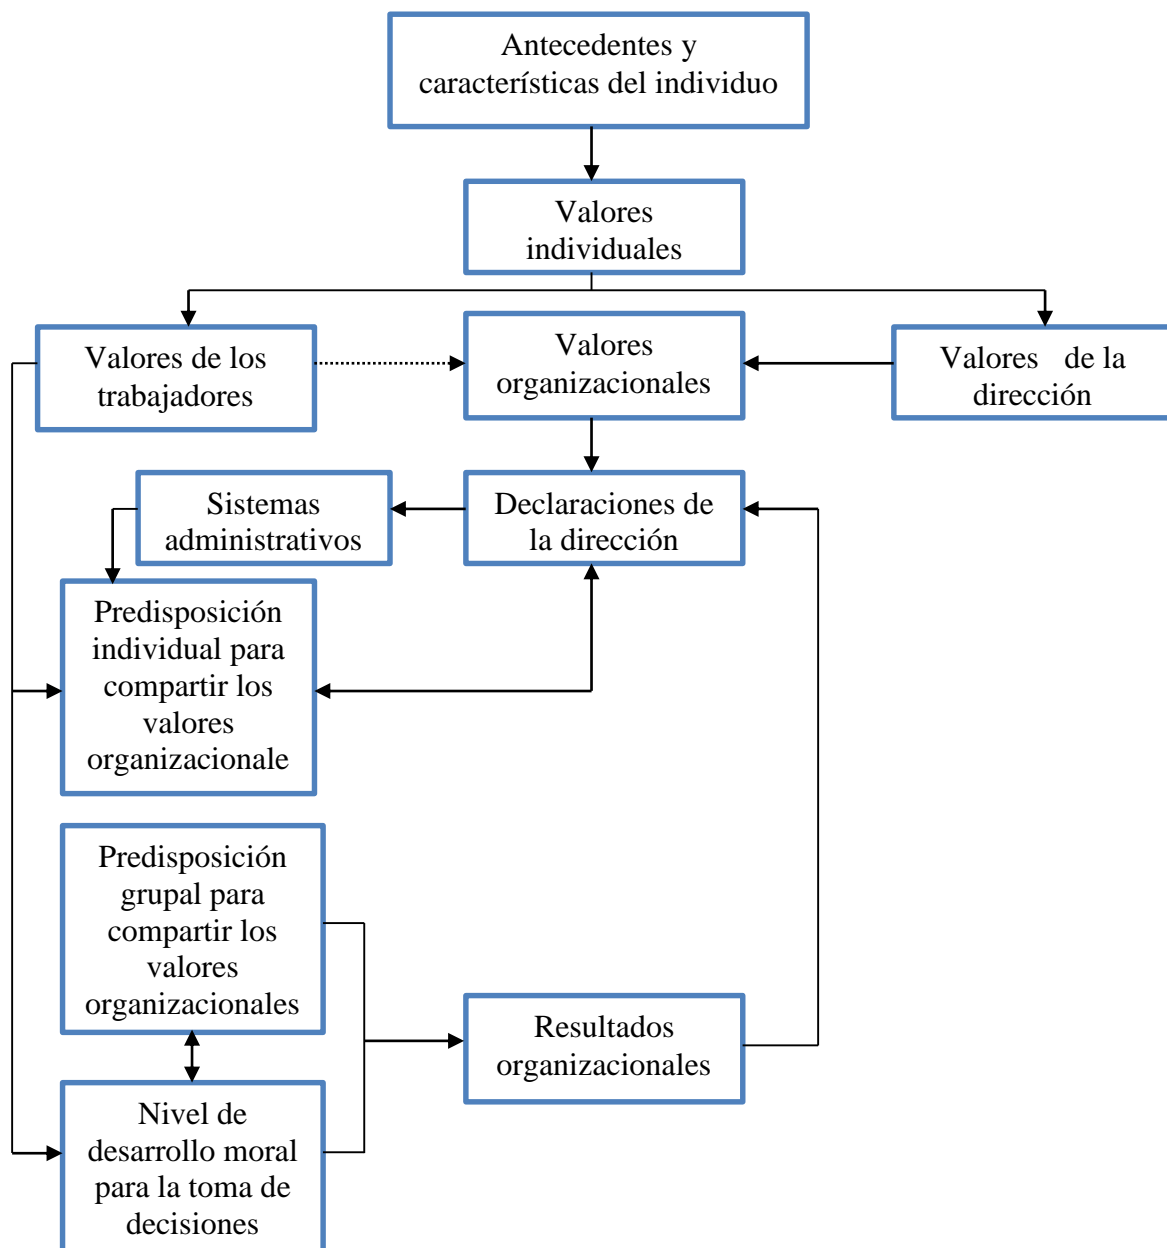 Antecedentes y
características del individuo
Valores
individuales
Valores de los
trabajadores
Valores
organizacionales
Valores de la
dirección
Sistemas
administrativos
Declaraciones de
la dirección
Predisposición
individual para
compartir los
valores
organizacionale
Predisposición
grupal para
compartir los
valores
organizacionales
Resultados
organizacionales
Nivel de
desarrollo moral
para la toma de
decisiones